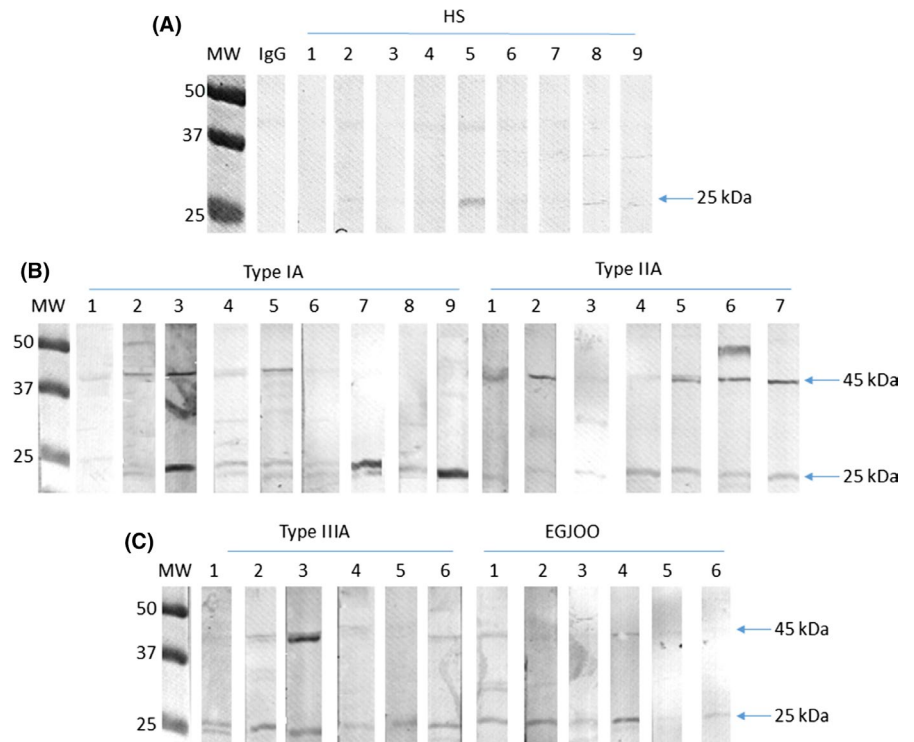 (A)
HS
MW IgG 1 2 3 4 5 6 7 8 9
50
37
25
25 kDa
(B)
Type IA Type IIA
MW 1 2 3 4 5 6 7 8 9 1 2 3 4 5 6 7
50
37
45 kDa
25
25 kDa
(C)
Type IIIA EGJOO
MW 1 2 3 4 5 6 1 2 3 4 5 6
50
45 kDa
37
25
25 kDa